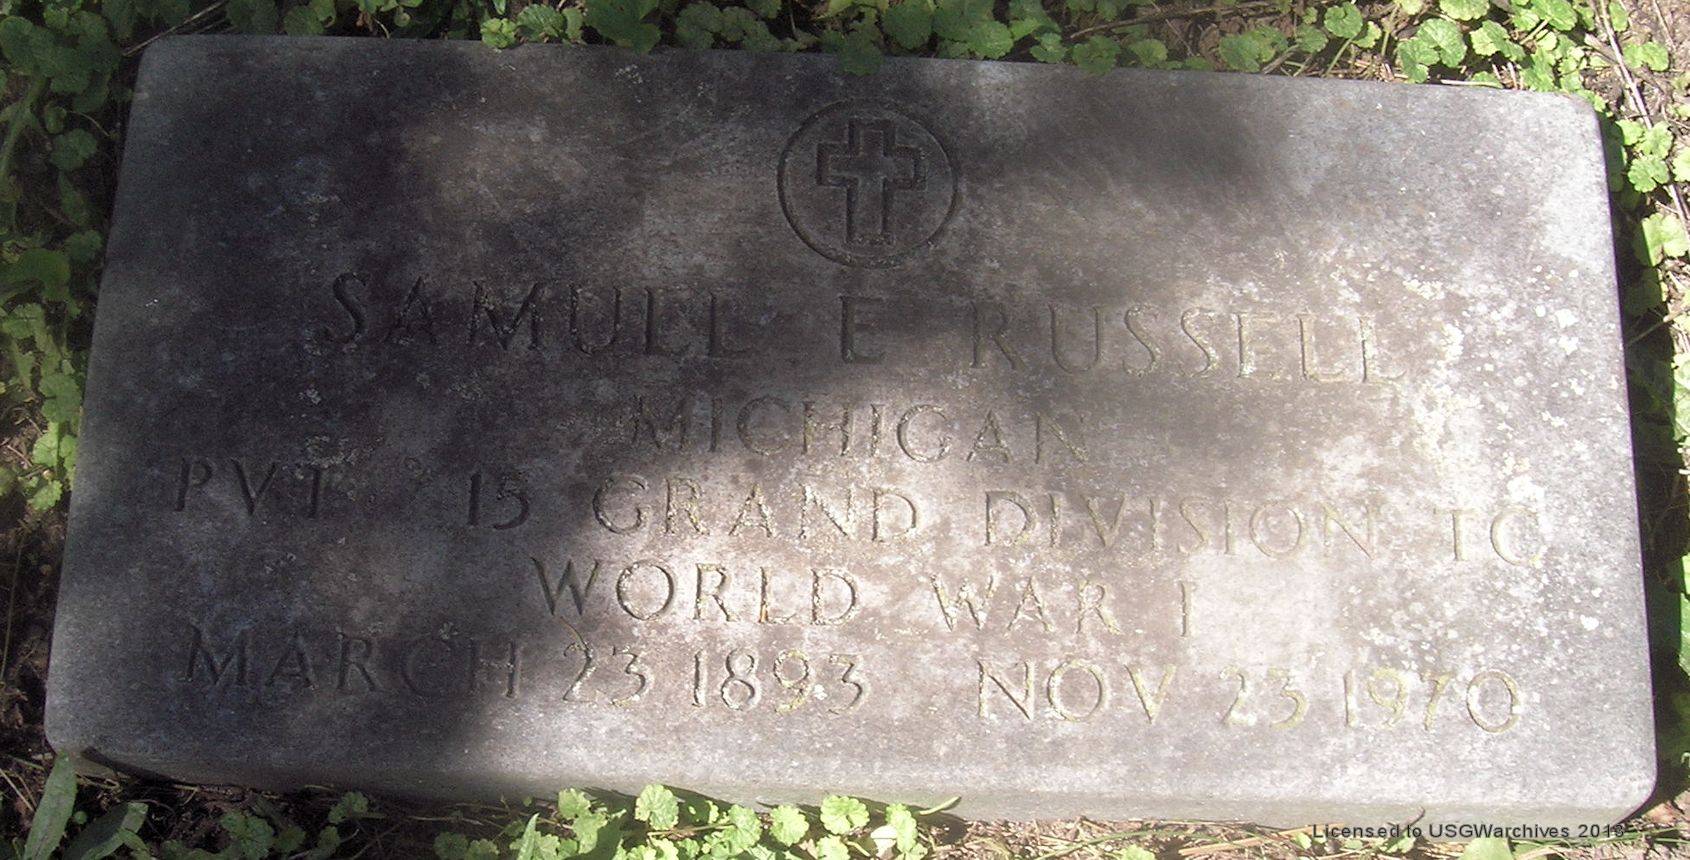 SAMULL E RUSSELL
MICHIGAN
PVT 15 GRAND DIVISION TC
WORLD WAR I
MARCH 23 1893 NOV 23 1970
Licensed to USGWarchives 2013